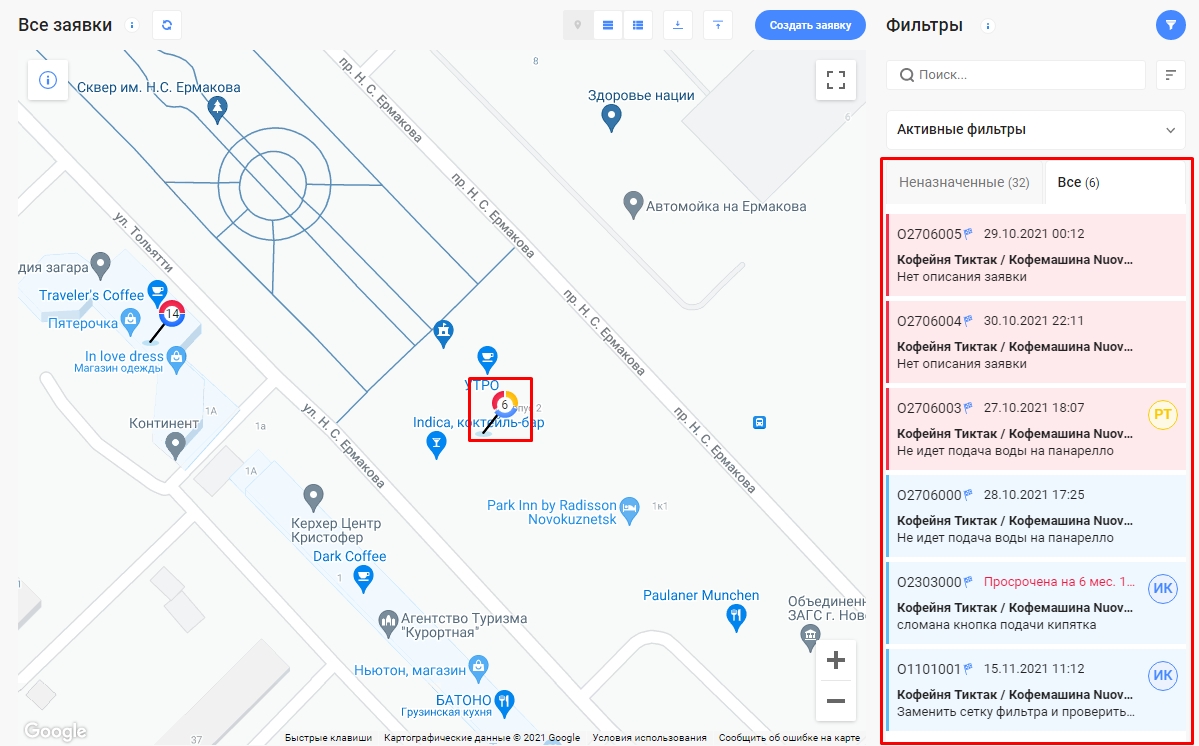 Все заявки
Создать заявку
Фильтры
Поиск...
Активные фильтры
Неназначенные (32)
Все (6)
O2706005 29.10.2021 00:12
Кофейня Тиктак / Кофемашина Nuov...
Нет описания заявки
O2706004 30.10.2021 22:11
Кофейня Тиктак / Кофемашина Nuov...
Нет описания заявки
O2706003 27.10.2021 18:07
РТ
Кофейня Тиктак / Кофемашина Nuov...
Не идет подача воды на панарелло
O2706000 28.10.2021 17:25
Кофейня Тиктак / Кофемашина Nuov...
Не идет подача воды на панарелло
O2303000 Просрочена на 6 мес. 1...
ИК
Кофейня Тиктак / Кофемашина Nuov...
сломана кнопка подачи кипятка
O1101001 15.11.2021 11:12
ИК
Кофейня Тиктак / Кофемашина Nuov...
Заменить сетку фильтра и проверить...
Сквер им. Н.С. Ермакова
пр. Н. С. Ермакова
8
Здоровье нации
6
пр. Н. С. Ермакова
Автомойка на Ермакова
ул. Тольятти
дия загара
Traveler's Coffee
14
Пятерочка
In love dress
Магазин одежды
пр. Н. С. Ермакова
УТРО
6
пус 2
Indica, коктейль-бар
1А
1а
Континент
ул. Н. С. Ермакова
пр. Н. С. Ермакова
1А
Park Inn by Radisson
Novokuznetsk
1к1
Керхер Центр
Кристофер
Dark Coffee
1
Агентство Туризма
"Курортная"
Paulaner Munchen
Объединенн
ЗАГС г. Ново
Ньютон, магазин
БАТОНО
Грузинская кухня
37
Google
Быстрые клавиши
Картографические данные © 2021 Google
Условия использования
Сообщить об ошибке на карте